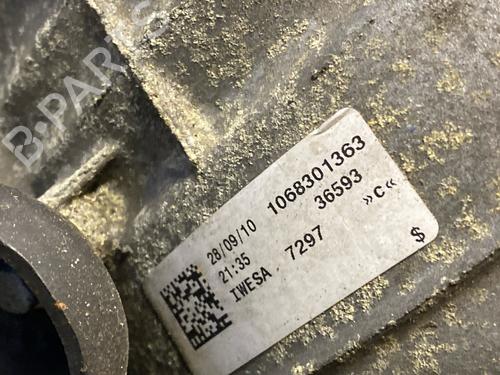 B-PARTS
28/09/10 1068301363
21:35 36593
IWESA 7297 »c«
$